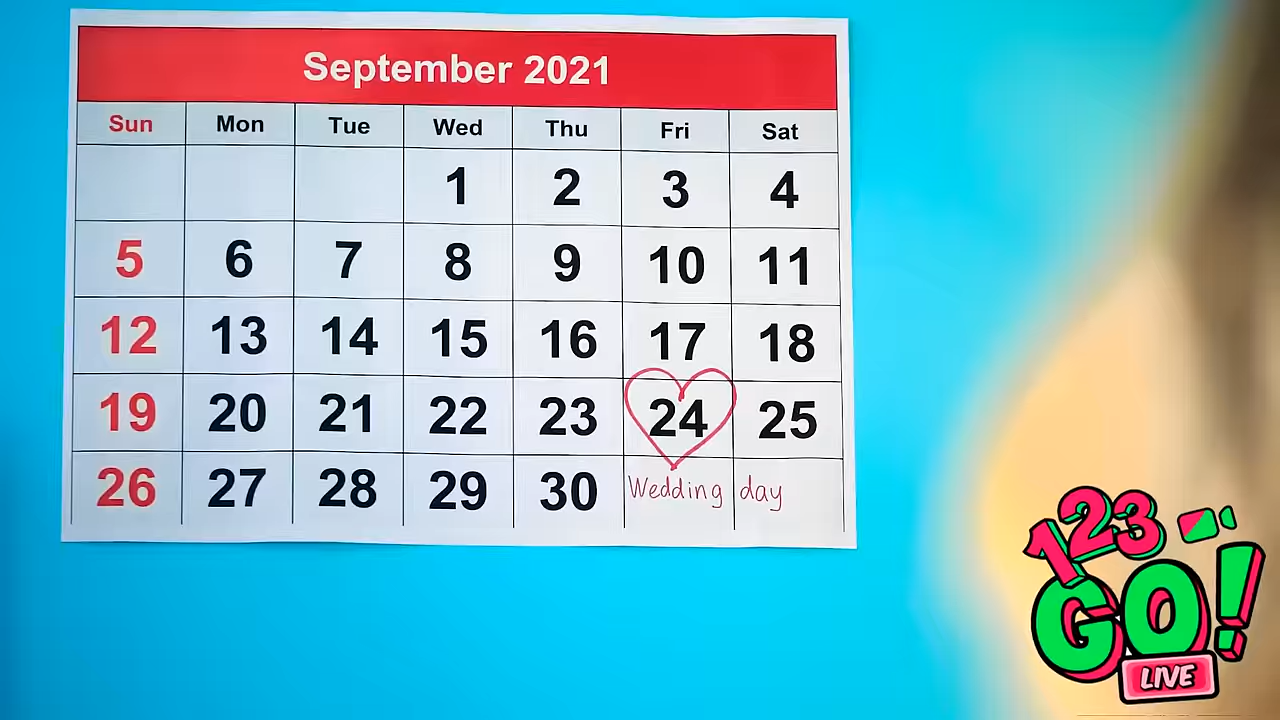 September 2021
Sun Mon Tue Wed Thu Fri Sat
1 2 3 4
5 6 7 8 9 10 11
12 13 14 15 16 17 18
19 20 21 22 23 24 25
26 27 28 29 30 Wedding day
123
GO!
LIVE